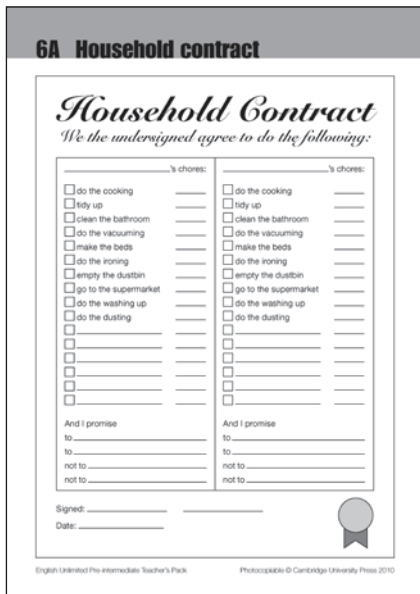 6A Household contract
Household Contract
We the undersigned agree to do the following:
's chores:
do the cooking
tidy up
clean the bathroom
do the vacuuming
make the beds
do the ironing
empty the dustbin
go to the supermarket
do the washing up
do the dusting
And I promise
to
to
not to
not to
's chores:
do the cooking
tidy up
clean the bathroom
do the vacuuming
make the beds
do the ironing
empty the dustbin
go to the supermarket
do the washing up
do the dusting
And I promise
to
to
not to
not to
Signed:
Date:
English Unlimited Pre-intermediate Teacher's Pack
Photocopiable © Cambridge University Press 2010